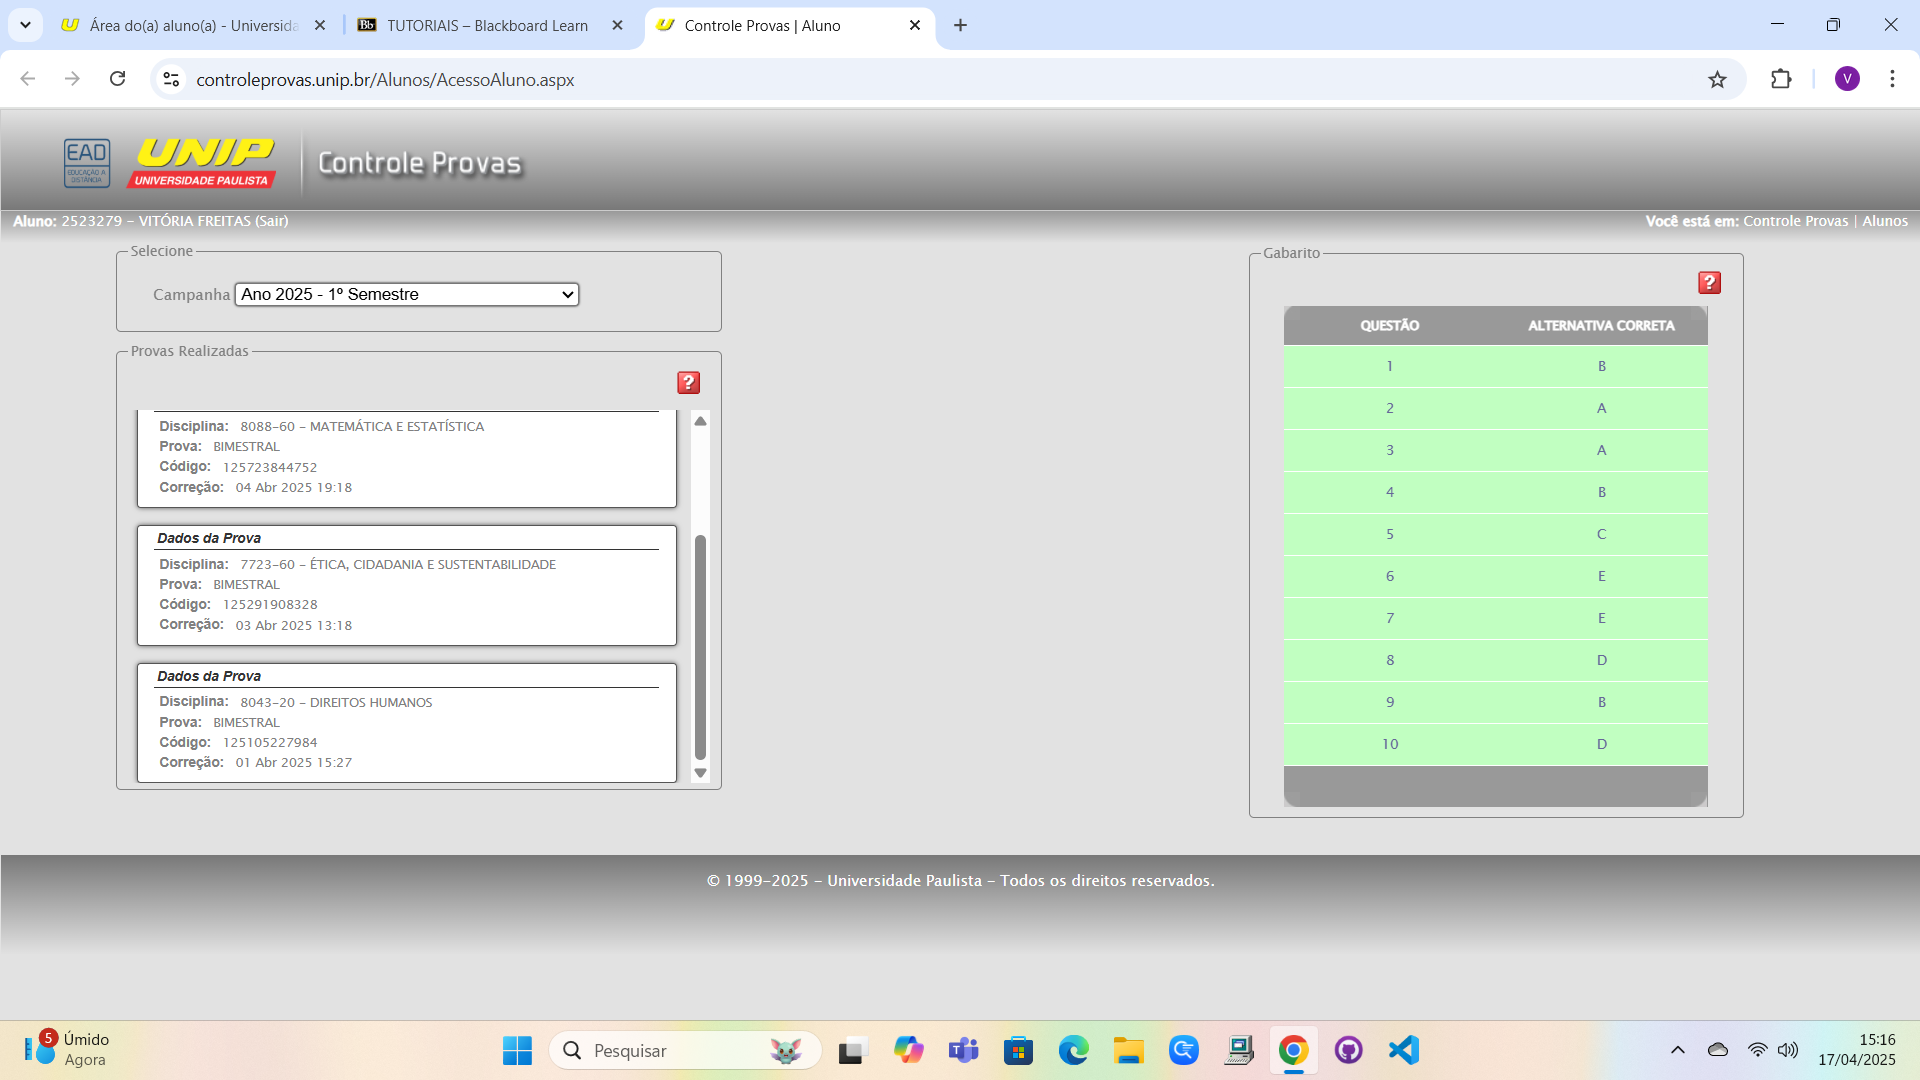 Área do(a) aluno(a) - Universida
TUTORIAIS – Blackboard Learn
Controle Provas | Aluno
controleprovas.unip.br/Alunos/AcessoAluno.aspx
V
EAD
EDUCAÇÃO A
DISTÂNCIA
UNIP
UNIVERSIDADE PAULISTA
Controle Provas
Aluno: 2523279 - VITÓRIA FREITAS (Sair)
Você está em: Controle Provas | Alunos
Selecione
Campanha Ano 2025 - 1º Semestre
Provas Realizadas
?
Disciplina: 8088-60 - MATEMÁTICA E ESTATÍSTICA
Prova: BIMESTRAL
Código: 125723844752
Correção: 04 Abr 2025 19:18
Dados da Prova
Disciplina: 7723-60 - ÉTICA, CIDADANIA E SUSTENTABILIDADE
Prova: BIMESTRAL
Código: 125291908328
Correção: 03 Abr 2025 13:18
Dados da Prova
Disciplina: 8043-20 - DIREITOS HUMANOS
Prova: BIMESTRAL
Código: 125105227984
Correção: 01 Abr 2025 15:27
Gabarito
?
QUESTÃO ALTERNATIVA CORRETA
1 B
2 A
3 A
4 B
5 C
6 E
7 E
8 D
9 B
10 D
© 1999-2025 - Universidade Paulista - Todos os direitos reservados.
5
Úmido
Agora
Pesquisar
15:16
17/04/2025